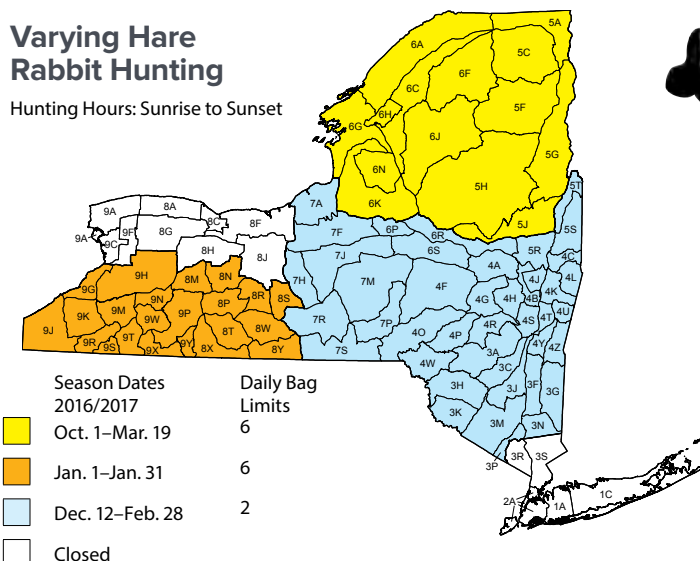 Varying Hare
Rabbit Hunting
Hunting Hours: Sunrise to Sunset
5A
6A
5C
6F
6C
5F
6H
6G
6J
5G
6N
5H
6K
5T
5J
9A
8A
8C
8F
7A
9F
8G
7F
6P
6R
5S
9A
9C
8H
8J
7J
6S
5R
4C
9H
8M
8N
7H
7M
4F
4A
4J
4L
9G
9N
8P
8R
8S
4G
4H
4B
4K
9K
9M
9W
9P
7R
7P
4R
4S
4T
4U
9J
9R
9S
9T
9X
9Y
8X
8T
8W
8Y
7S
4O
4P
3A
4Y
4Z
4W
3C
3H
3J
3F
3G
3K
3M
3N
3P
3R
3S
2A
1A
1C
Season Dates
2016/2017
Daily Bag
Limits
Oct. 1–Mar. 19
6
Jan. 1–Jan. 31
6
Dec. 12–Feb. 28
2
Closed